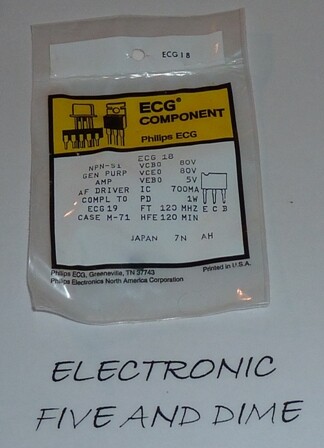 ECG 18
ECG® COMPONENT
Philips ECG
ECG 18
NPN-SI VCBO 80V
GEN PURP VCEO 80V
AMP VEBO 5V
AF DRIVER IC 700MA
COMPL TO PD 1W
ECG19 FT 120 MHZ E C B
CASE M-71 HFE 120 MIN
JAPAN 7N AH
Philips ECG, Greeneville, TN 37743
Philips Electronics North America Corporation
Printed in U.S.A.
ELECTRONIC
FIVE AND DIME